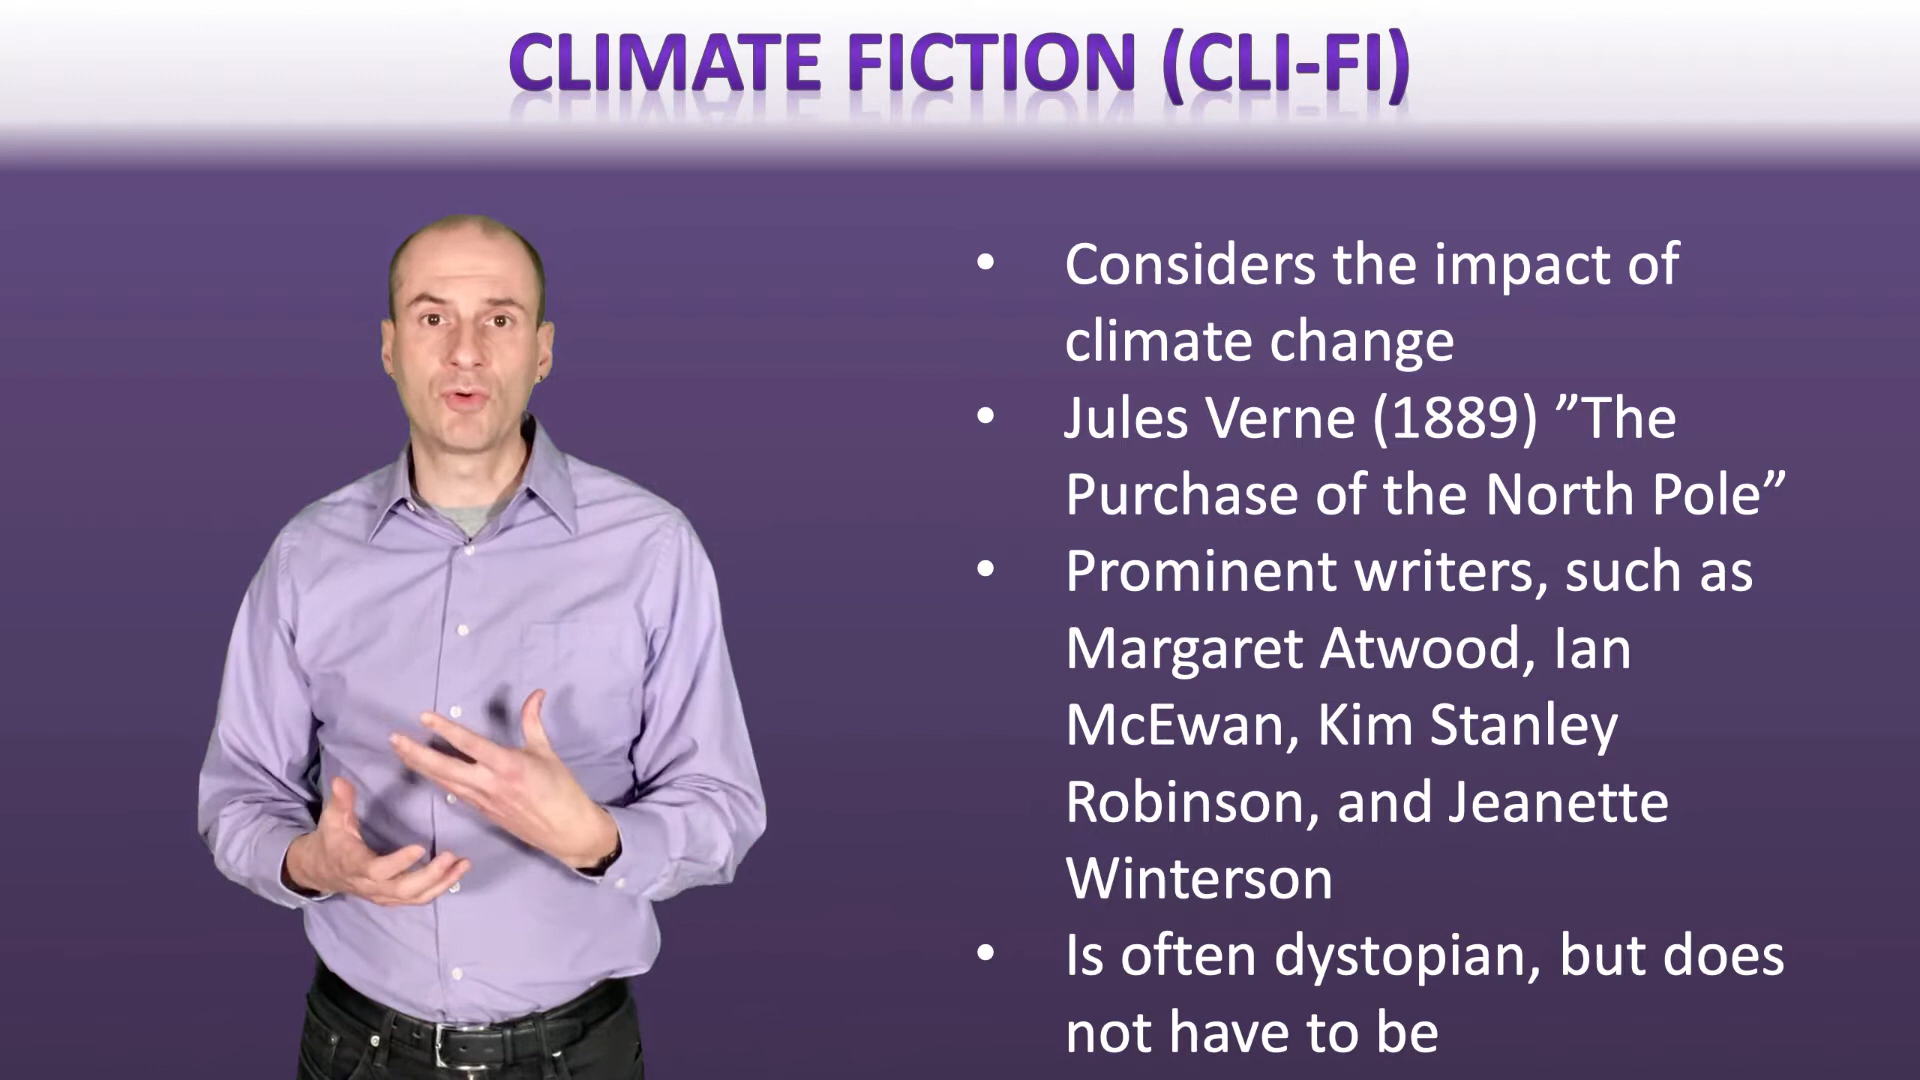 CLIMATE FICTION (CLI-FI)
• Considers the impact of
climate change
• Jules Verne (1889) ”The
Purchase of the North Pole”
• Prominent writers, such as
Margaret Atwood, Ian
McEwan, Kim Stanley
Robinson, and Jeanette
Winterson
• Is often dystopian, but does
not have to be